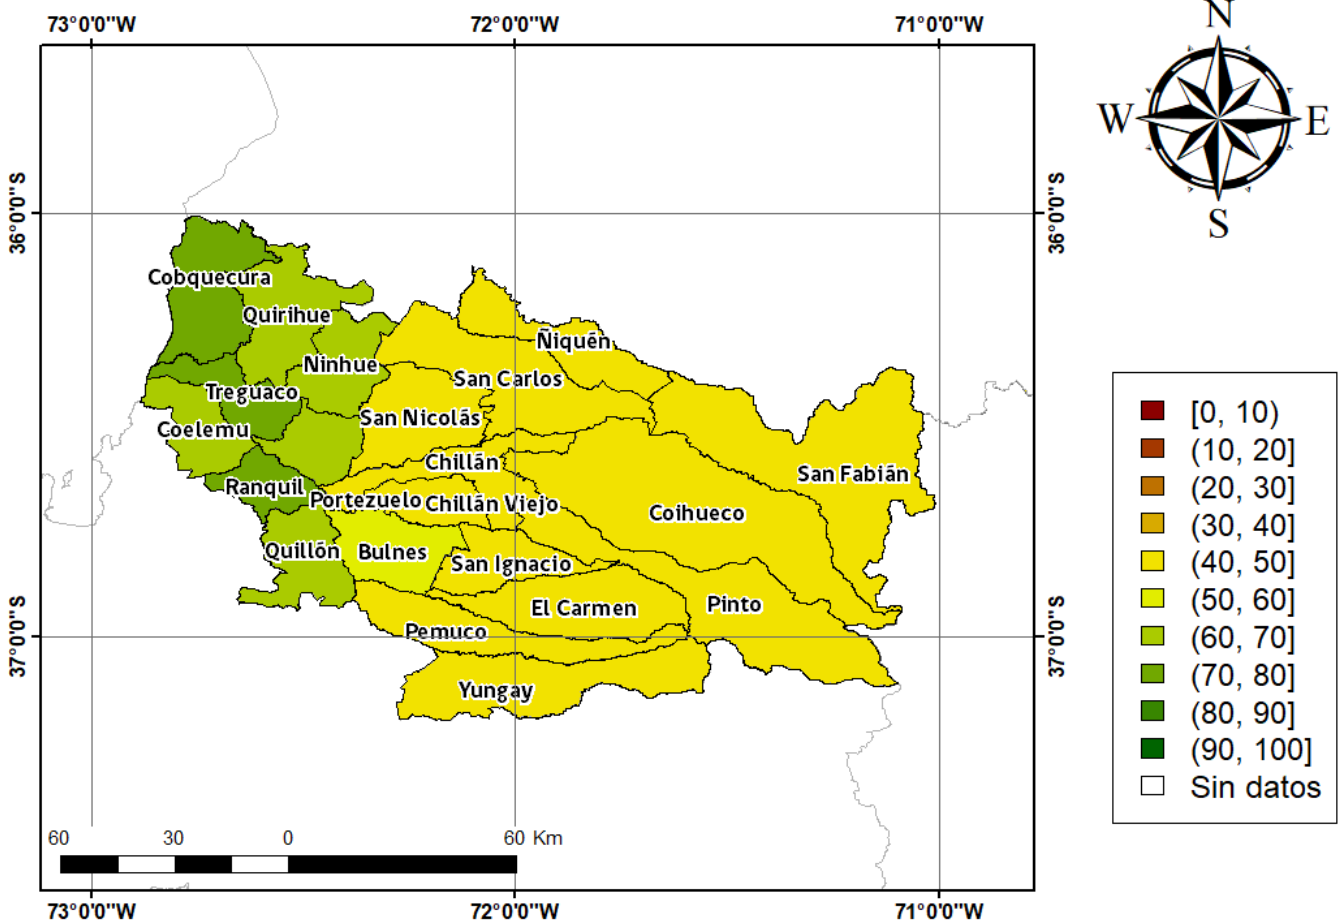 73°0'0"W 72°0'0"W 71°0'0"W
N
W E
S
36°0'0"S 36°0'0"S
Cobquecura
Quirihue
Ñiquén
Ninhue
San Carlos
Treguaco
San Nicolás
Coelemu
Chillán
San Fabián
Ranquil
Portezuelo Chillán Viejo
Coihueco
Quillón Bulnes
San Ignacio
El Carmen Pinto
Pemuco
Yungay
37°0'0"S 37°0'0"S
[0, 10)
(10, 20]
(20, 30]
(30, 40]
(40, 50]
(50, 60]
(60, 70]
(70, 80]
(80, 90]
(90, 100]
Sin datos
60 30 0 60 Km
73°0'0"W 72°0'0"W 71°0'0"W